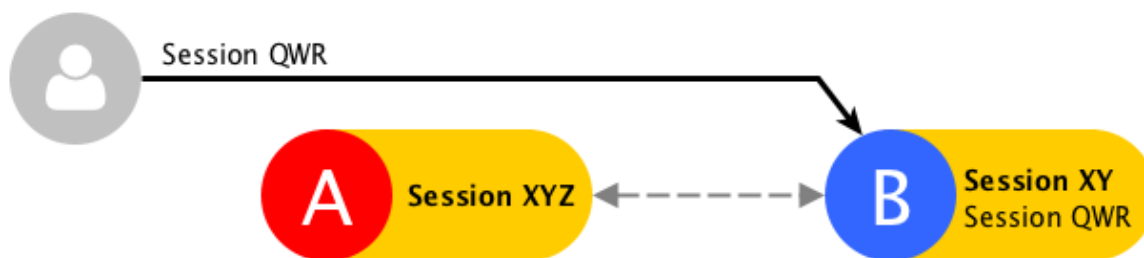 Session QWR
A
Session XYZ
B
Session XY
Session QWR